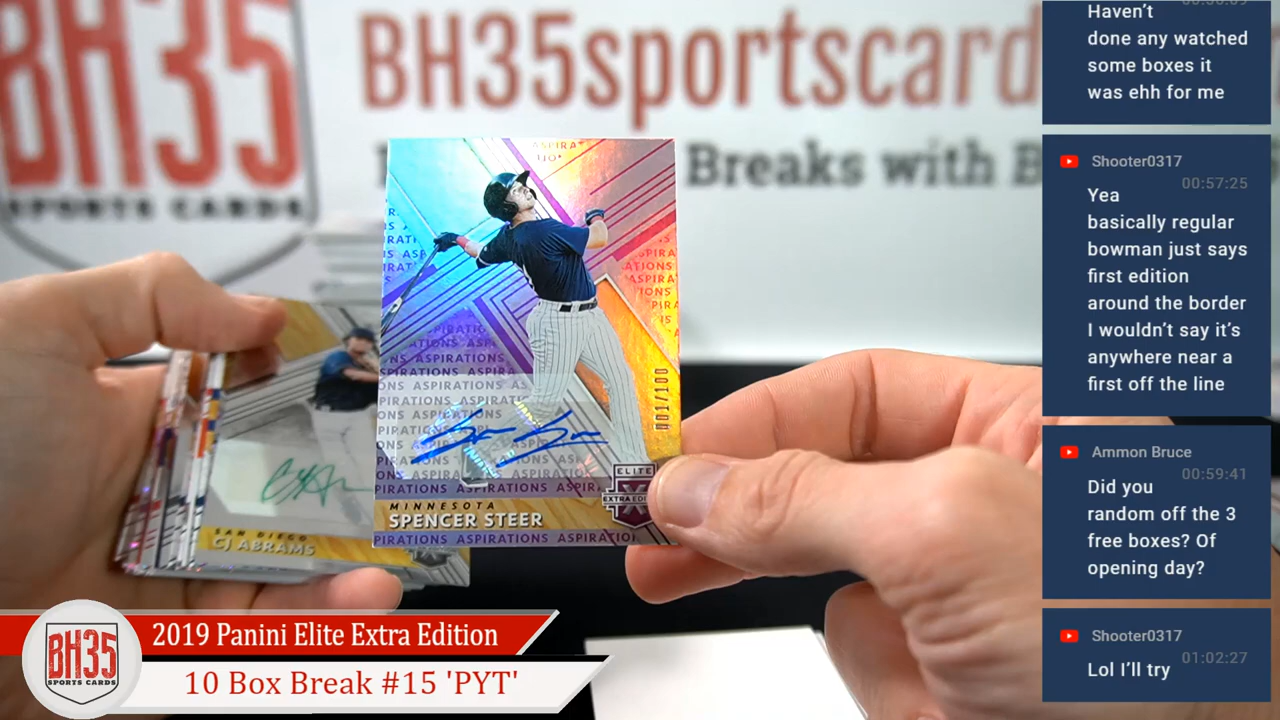 BH35
SPORTS CARDS
BH35sportscard
Breaks with B
ASPIRATIONS ASPIRATIONS
001/100
ELITE
EXTRA EDITION
MINNESOTA
SPENCER STEER
SAN DIEGO
CJ ABRAMS
BH35
SPORTS CARDS
2019 Panini Elite Extra Edition
10 Box Break #15 'PYT'
Haven't
done any watched
some boxes it
was ehh for me
Shooter0317
00:57:25
Yea
basically regular
bowman just says
first edition
around the border
I wouldn't say it's
anywhere near a
first off the line
Ammon Bruce
00:59:41
Did you
random off the 3
free boxes? Of
opening day?
Shooter0317
01:02:27
Lol I'll try